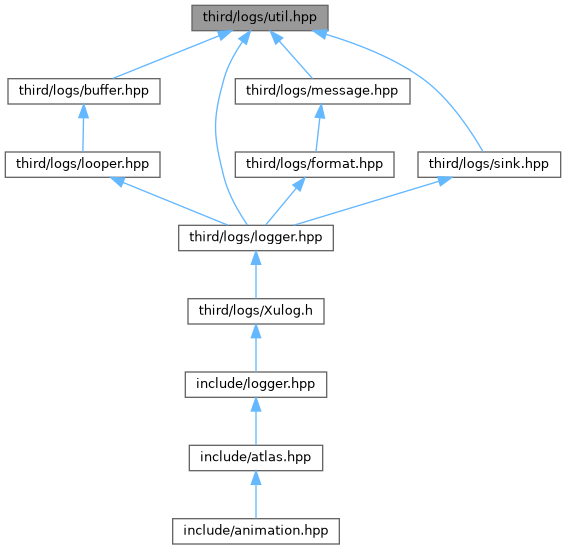 third/logs/util.hpp
third/logs/buffer.hpp
third/logs/message.hpp
third/logs/looper.hpp
third/logs/format.hpp
third/logs/sink.hpp
third/logs/logger.hpp
third/logs/Xulog.h
include/logger.hpp
include/atlas.hpp
include/animation.hpp